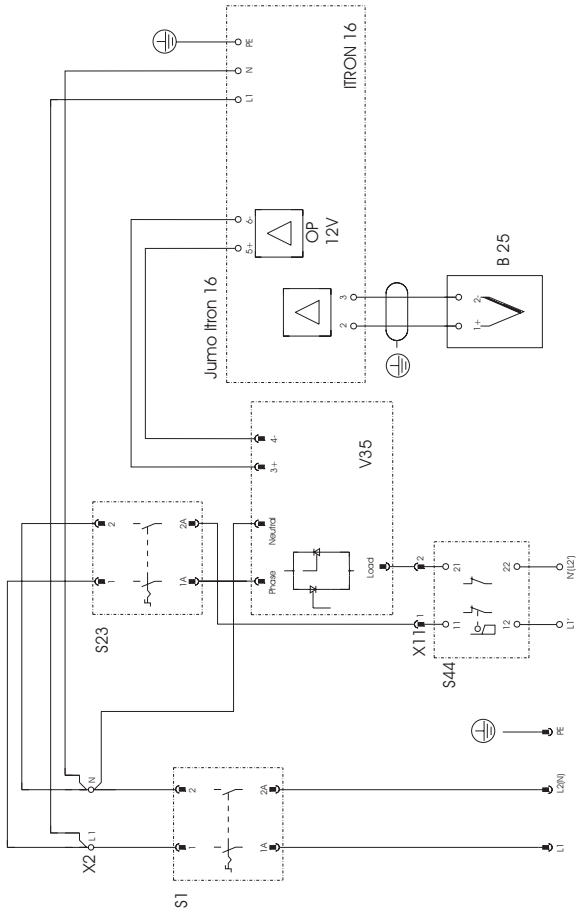 PE
N
L1
ITRON 16
6-
5+
OP
12V
Jumo Itron 16
3
2
B 25
2-
1+
4-
3+
V35
Neutral
Phase
Load
2
2A
1
1A
S23
2
21
22
N(L2')
X11
1
11
12
L1'
S44
PE
N
L1
X2
2
2A
L2(N)
1
1A
L1
S1